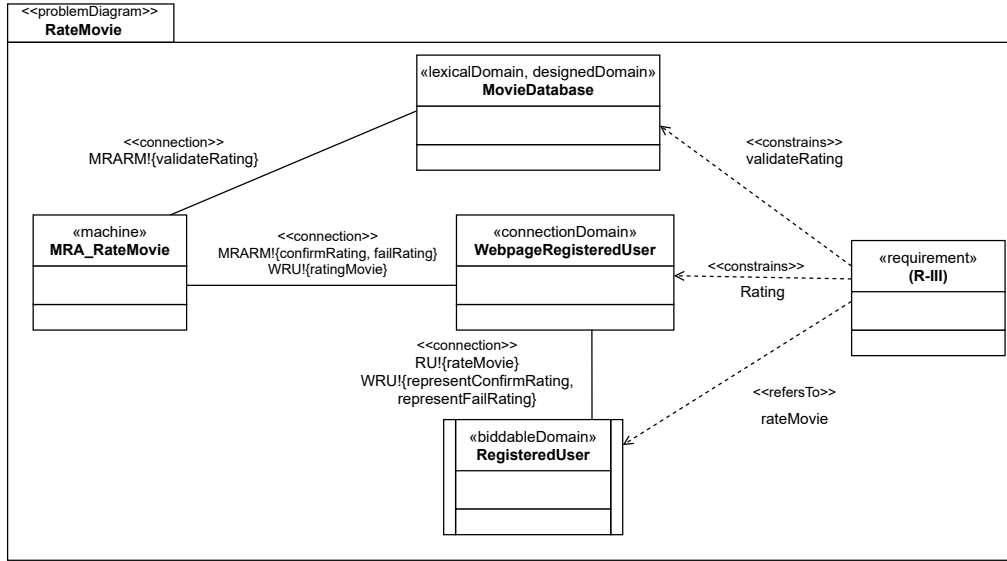 <<problemDiagram>>
RateMovie
«lexicalDomain, designedDomain»
MovieDatabase
<<connection>>
MRARM!{validateRating}
<<constrains>>
validateRating
«machine»
MRA_RateMovie
<<connection>>
MRARM!{confirmRating, failRating}
WRU!{ratingMovie}
«connectionDomain»
WebpageRegisteredUser
<<constrains>>
Rating
«requirement»
(R-III)
<<connection>>
RU!{rateMovie}
WRU!{representConfirmRating,
representFailRating}
<<refersTo>>
rateMovie
«biddableDomain»
RegisteredUser